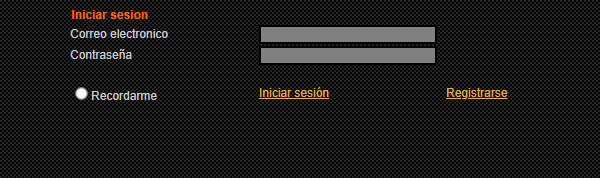 Iniciar sesion
Correo electronico
Contraseña
Recordarme Iniciar sesión Registrarse